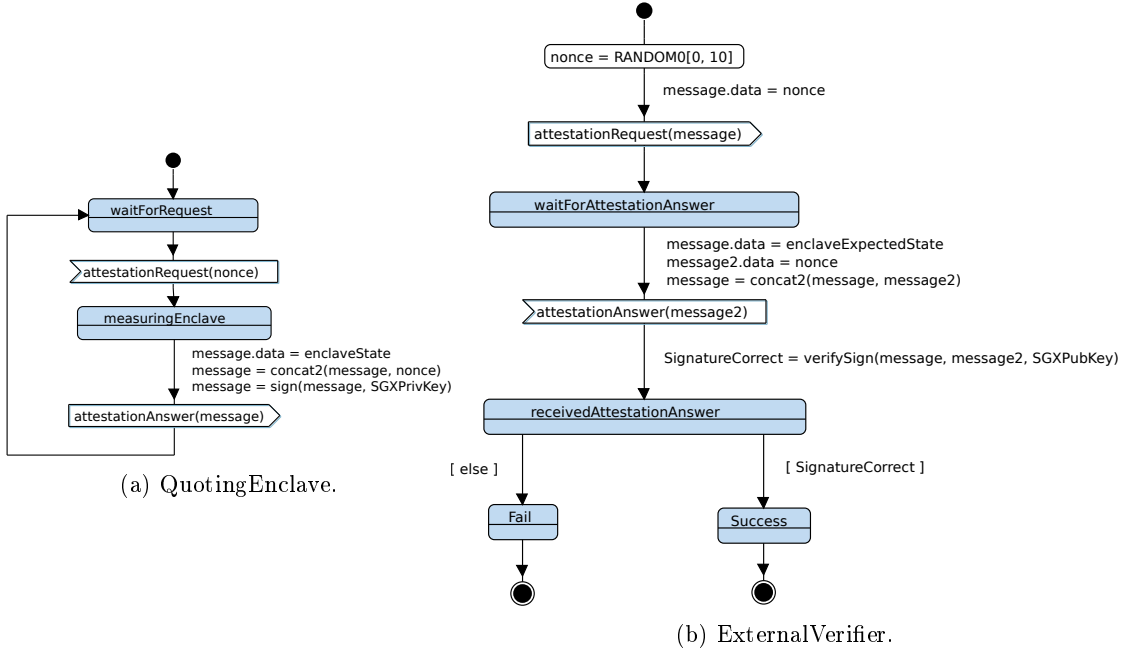 waitForRequest
attestationRequest(nonce)
measuringEnclave
message.data = enclaveState
message = concat2(message, nonce)
message = sign(message, SGXPrivKey)
attestationAnswer(message)
(a) QuotingEnclave.
nonce = RANDOM0[0, 10]
message.data = nonce
attestationRequest(message)
waitForAttestationAnswer
message.data = enclaveExpectedState
message2.data = nonce
message = concat2(message, message2)
attestationAnswer(message2)
SignatureCorrect = verifySign(message, message2, SGXPubKey)
receivedAttestationAnswer
[ else ]
[ SignatureCorrect ]
Fail
Success
(b) ExternalVerifier.